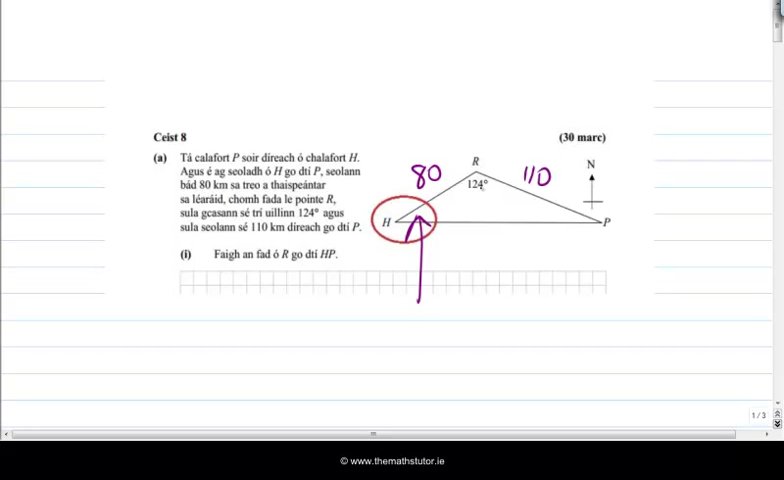 Ceist 8
(30 marc)
(a) Tá calafort P soir díreach ó chalafort H.
Agus é ag seoladh ó H go dtí P, seolann
bád 80 km sa treo a thaispeántar
sa léaráid, chomh fada le pointe R,
sula gcasann sé trí uillinn 124° agus
sula seolann sé 110 km díreach go dtí P.
80
R
110
N
124°
H
P
(i) Faigh an fad ó R go dtí HP.
1 / 3
© www.themathstutor.ie